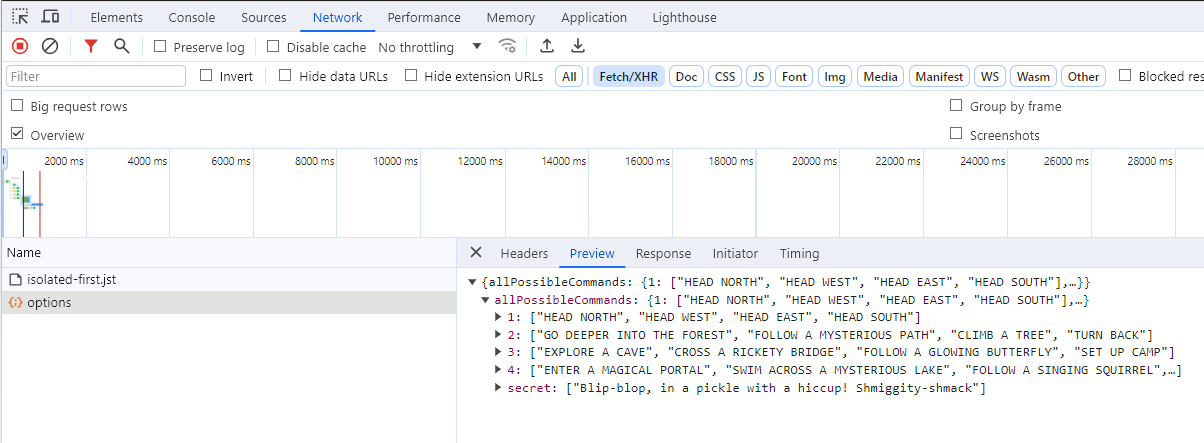 Elements Console Sources Network Performance Memory Application Lighthouse
Preserve log Disable cache No throttling
Filter Invert Hide data URLs Hide extension URLs All Fetch/XHR Doc CSS JS Font Img Media Manifest WS Wasm Other Blocked res
Big request rows Group by frame
Overview Screenshots
2000 ms 4000 ms 6000 ms 8000 ms 10000 ms 12000 ms 14000 ms 16000 ms 18000 ms 20000 ms 22000 ms 24000 ms 26000 ms 28000 ms
Name Headers Preview Response Initiator Timing
isolated-first.jst
options
{allPossibleCommands: {1: ["HEAD NORTH", "HEAD WEST", "HEAD EAST", "HEAD SOUTH"],…}}
allPossibleCommands: {1: ["HEAD NORTH", "HEAD WEST", "HEAD EAST", "HEAD SOUTH"],…}
1: ["HEAD NORTH", "HEAD WEST", "HEAD EAST", "HEAD SOUTH"]
2: ["GO DEEPER INTO THE FOREST", "FOLLOW A MYSTERIOUS PATH", "CLIMB A TREE", "TURN BACK"]
3: ["EXPLORE A CAVE", "CROSS A RICKETY BRIDGE", "FOLLOW A GLOWING BUTTERFLY", "SET UP CAMP"]
4: ["ENTER A MAGICAL PORTAL", "SWIM ACROSS A MYSTERIOUS LAKE", "FOLLOW A SINGING SQUIRREL",…]
secret: ["Blip-blop, in a pickle with a hiccup! Shmiggity-shmack"]